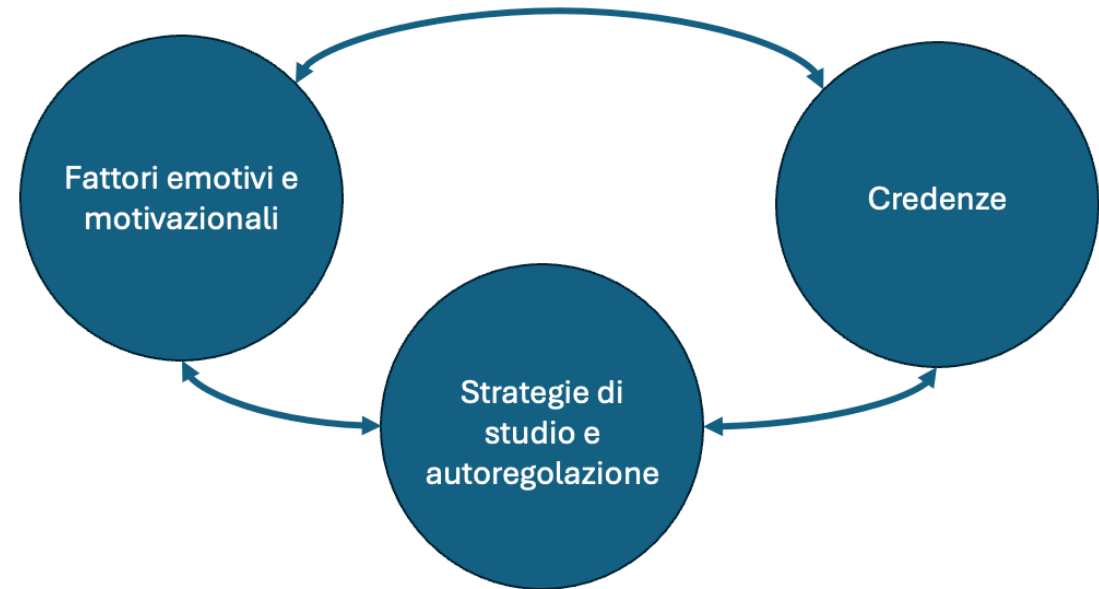 Fattori emotivi e
motivazionali
Credenze
Strategie di
studio e
autoregolazione